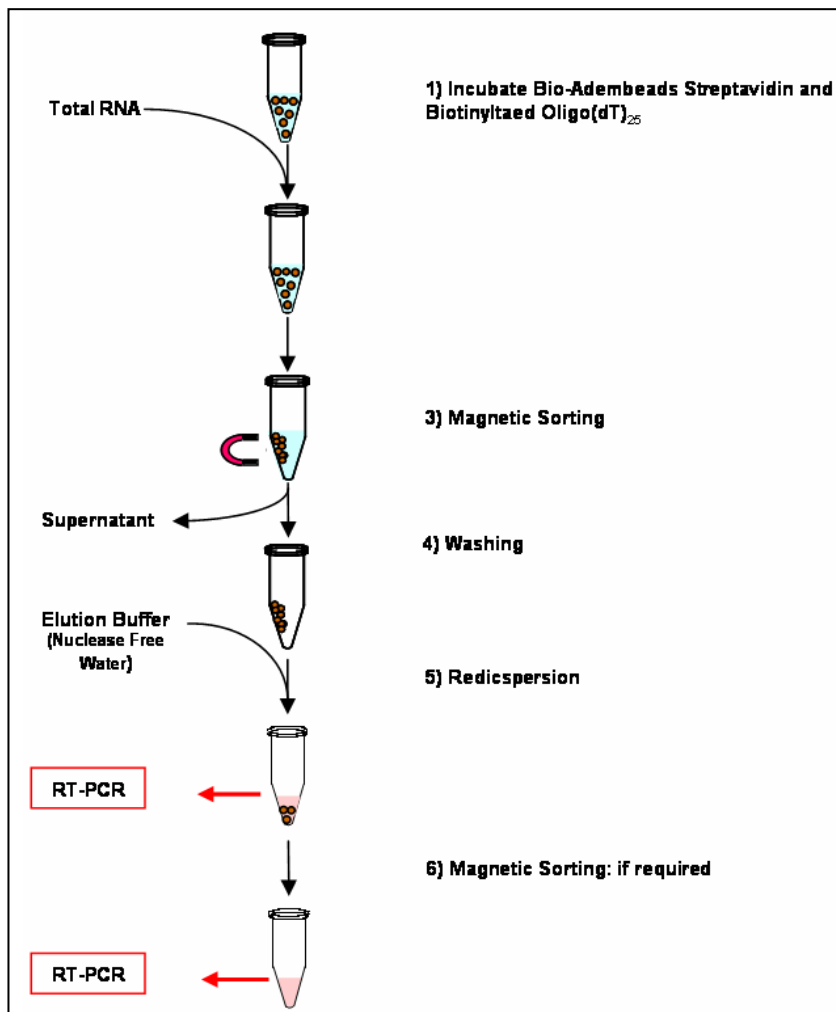 1) Incubate Bio-Adembeads Streptavidin and
Biotinyltaed Oligo(dT)25
Total RNA
3) Magnetic Sorting
Supernatant
4) Washing
Elution Buffer
(Nuclease Free
Water)
5) Redicspersion
RT-PCR
6) Magnetic Sorting: if required
RT-PCR